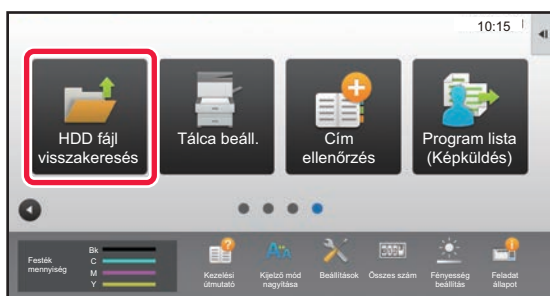 10:15
HDD fájl
visszakeresés
Tálca beáll.
Cím
ellenőrzés
Program lista
(Képküldés)
Festék
mennyiség
Bk
C
M
Y
Kezelési
útmutató
Kijelző mód
nagyítása
Beállítások
Összes szám
Fényesség
beállítás
Feladat
állapot